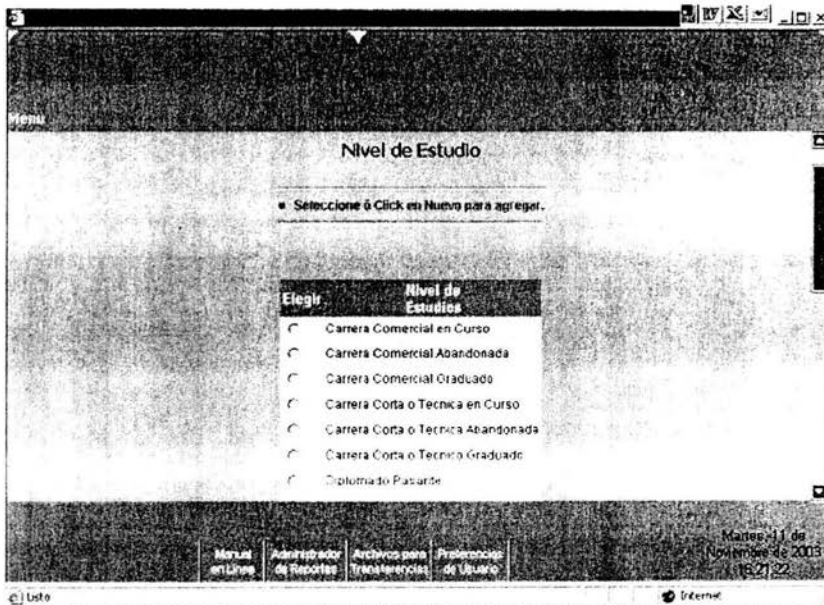 Menu
Nivel de Estudio
• Seleccione ó Click en Nuevo para agregar.
Elegir
Nivel de
Estudios
Carrera Comercial en Curso
Carrera Comercial Abandonada
Carrera Comercial Graduado
Carrera Corta o Tecnica en Curso
Carrera Corta o Tecnica Abandonada
Carrera Corta o Tecnico Graduado
Diplomado Pasante
Manual
en Linea
Administrador
de Reportes
Archivos para
Transferencias
Preferencias
de Usuario
Martes, 11 de
Noviembre de 2003
16:21:22
Listo
Internet